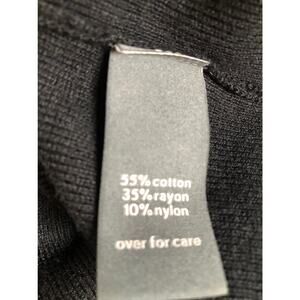 55% cotton
35% rayon
10% nylon
over for care